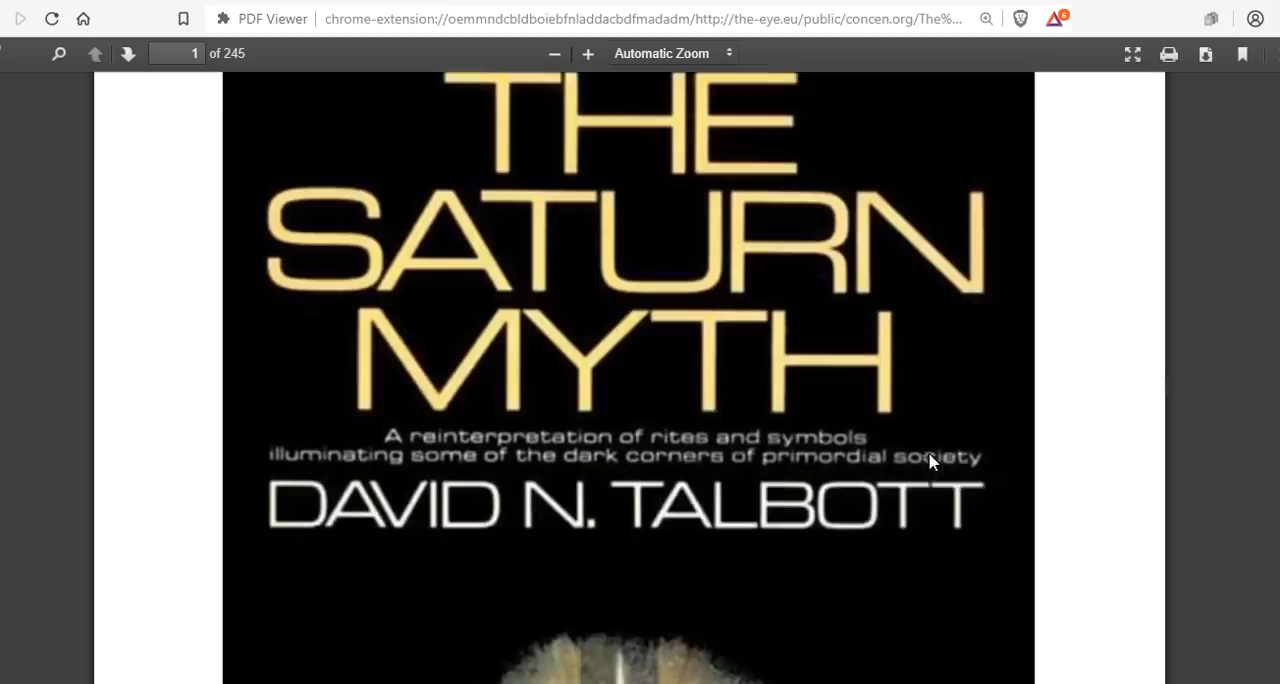 PDF Viewer
chrome-extension://oemmndcbldboiebfnladdacbdfmadadm/http://the-eye.eu/public/concen.org/The%...
6
1 of 245
Automatic Zoom
THE
SATURN
MYTH
A reinterpretation of rites and symbols
illuminating some of the dark corners of primordial society
DAVID N. TALBOTT